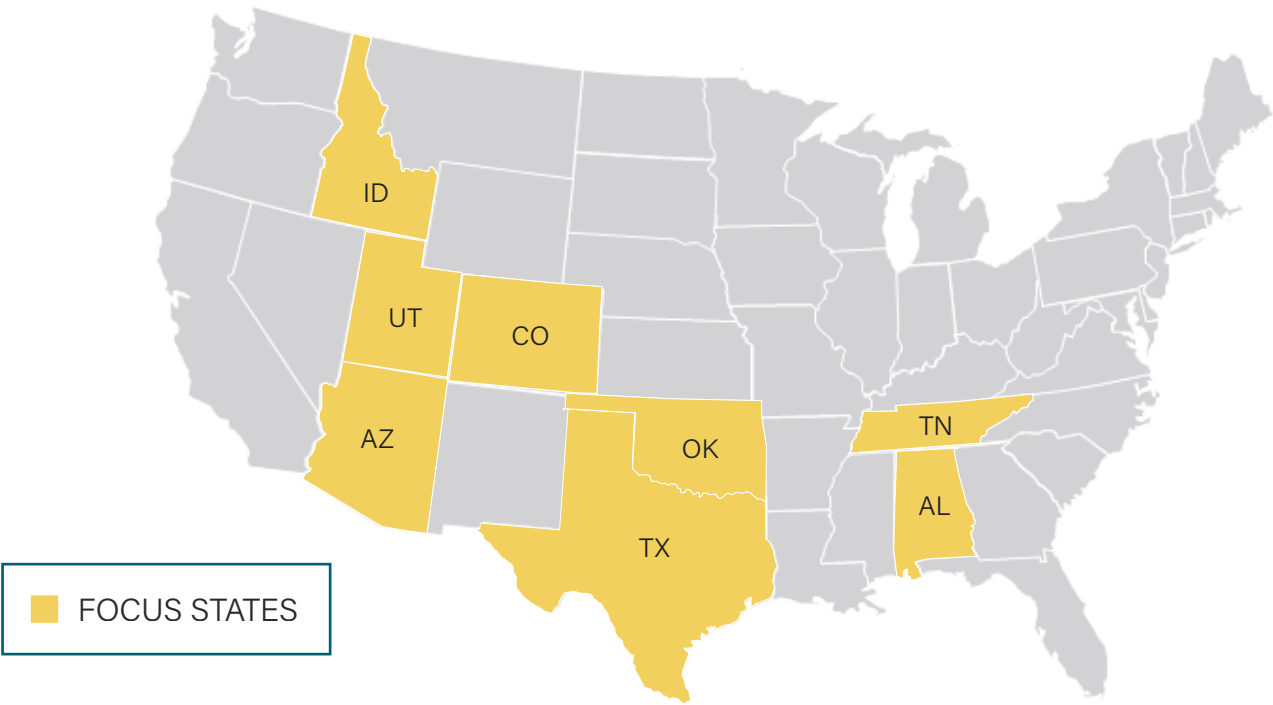 ID
UT
CO
AZ
OK
TN
AL
TX
FOCUS STATES